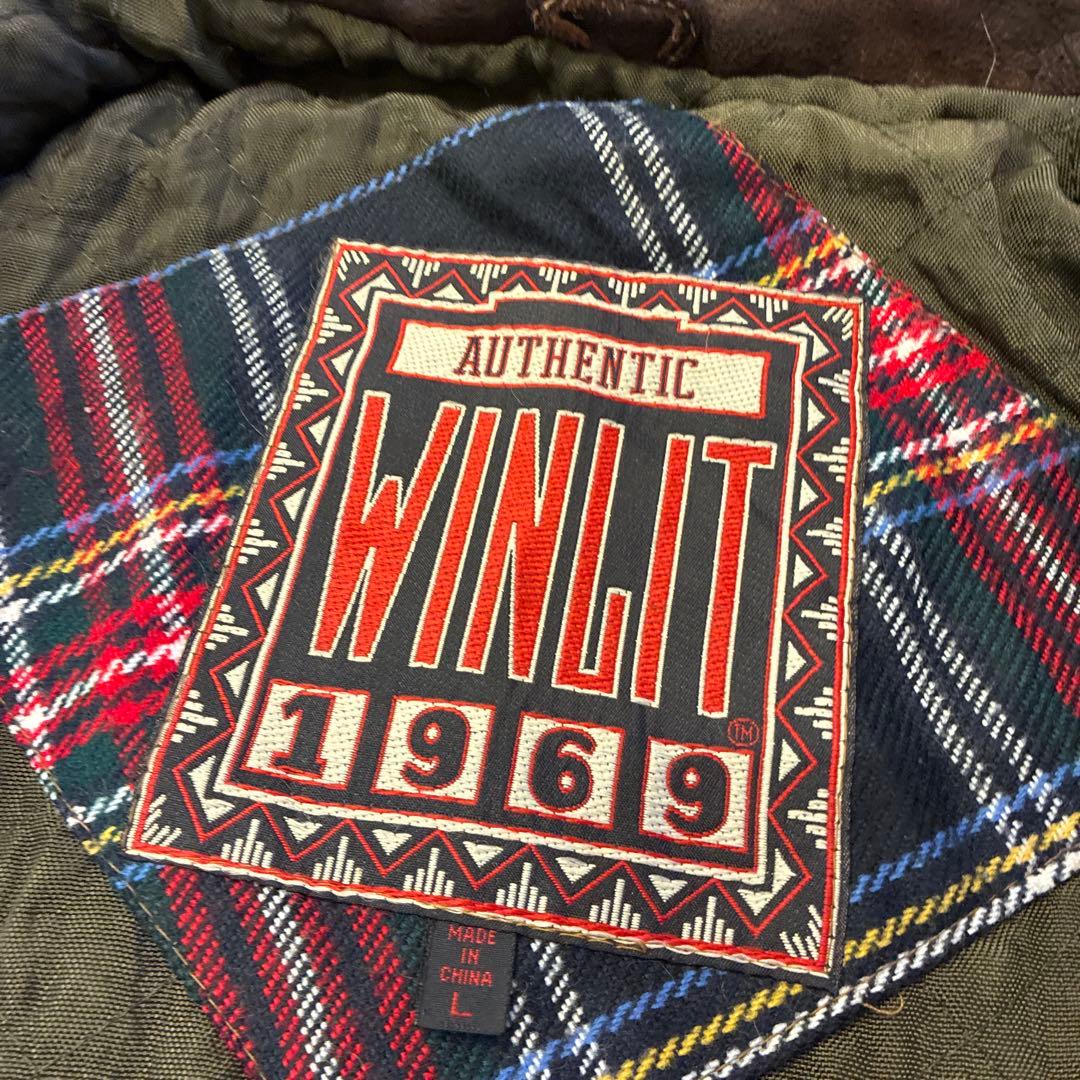 AUTHENTIC
WINLIT
TM
1969
MADE
IN
CHINA
L